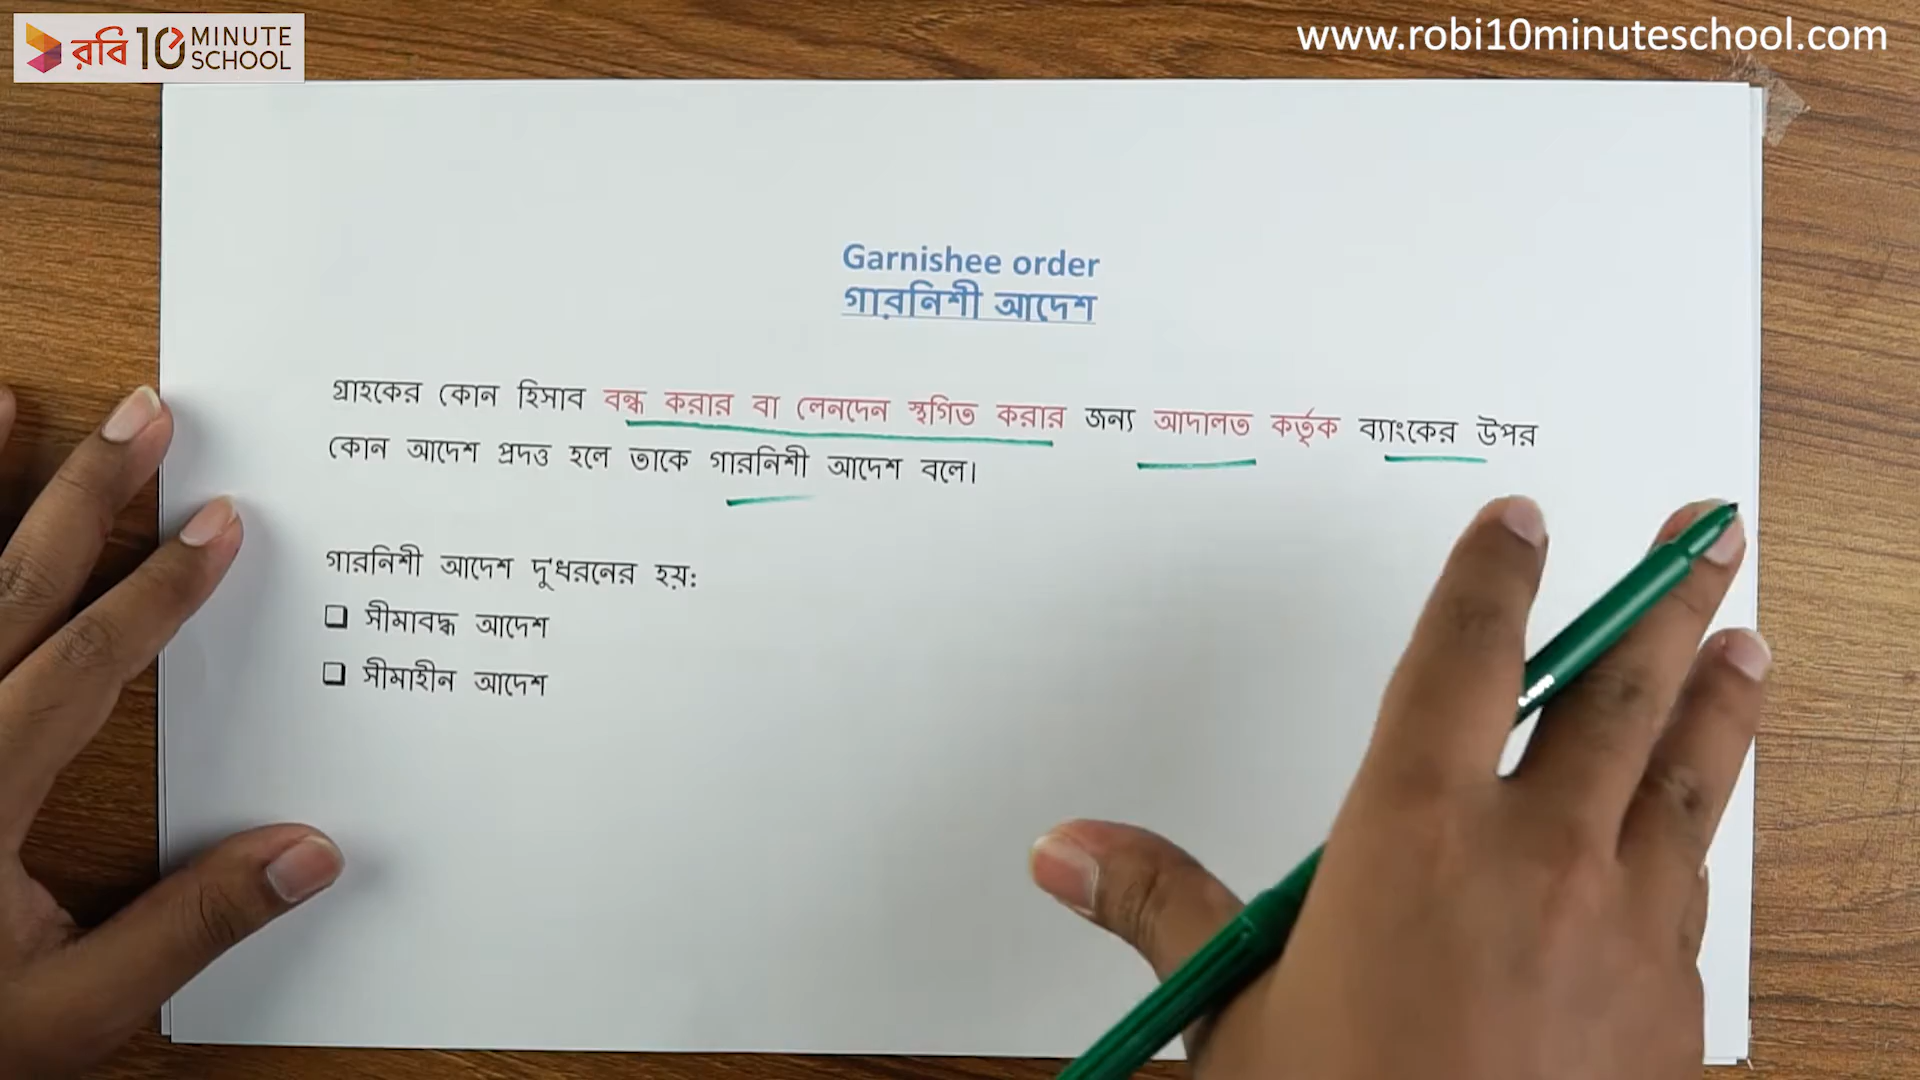 রবি 10 MINUTE SCHOOL
www.robi10minuteschool.com
Garnishee order
গারনিশী আদেশ
গ্রাহকের কোন হিসাব বন্ধ করার বা লেনদেন স্থগিত করার জন্য আদালত কর্তৃক ব্যাংকের উপর
কোন আদেশ প্রদত্ত হলে তাকে গারনিশী আদেশ বলে।
গারনিশী আদেশ দু'ধরনের হয়:
❑ সীমাবদ্ধ আদেশ
❑ সীমাহীন আদেশ